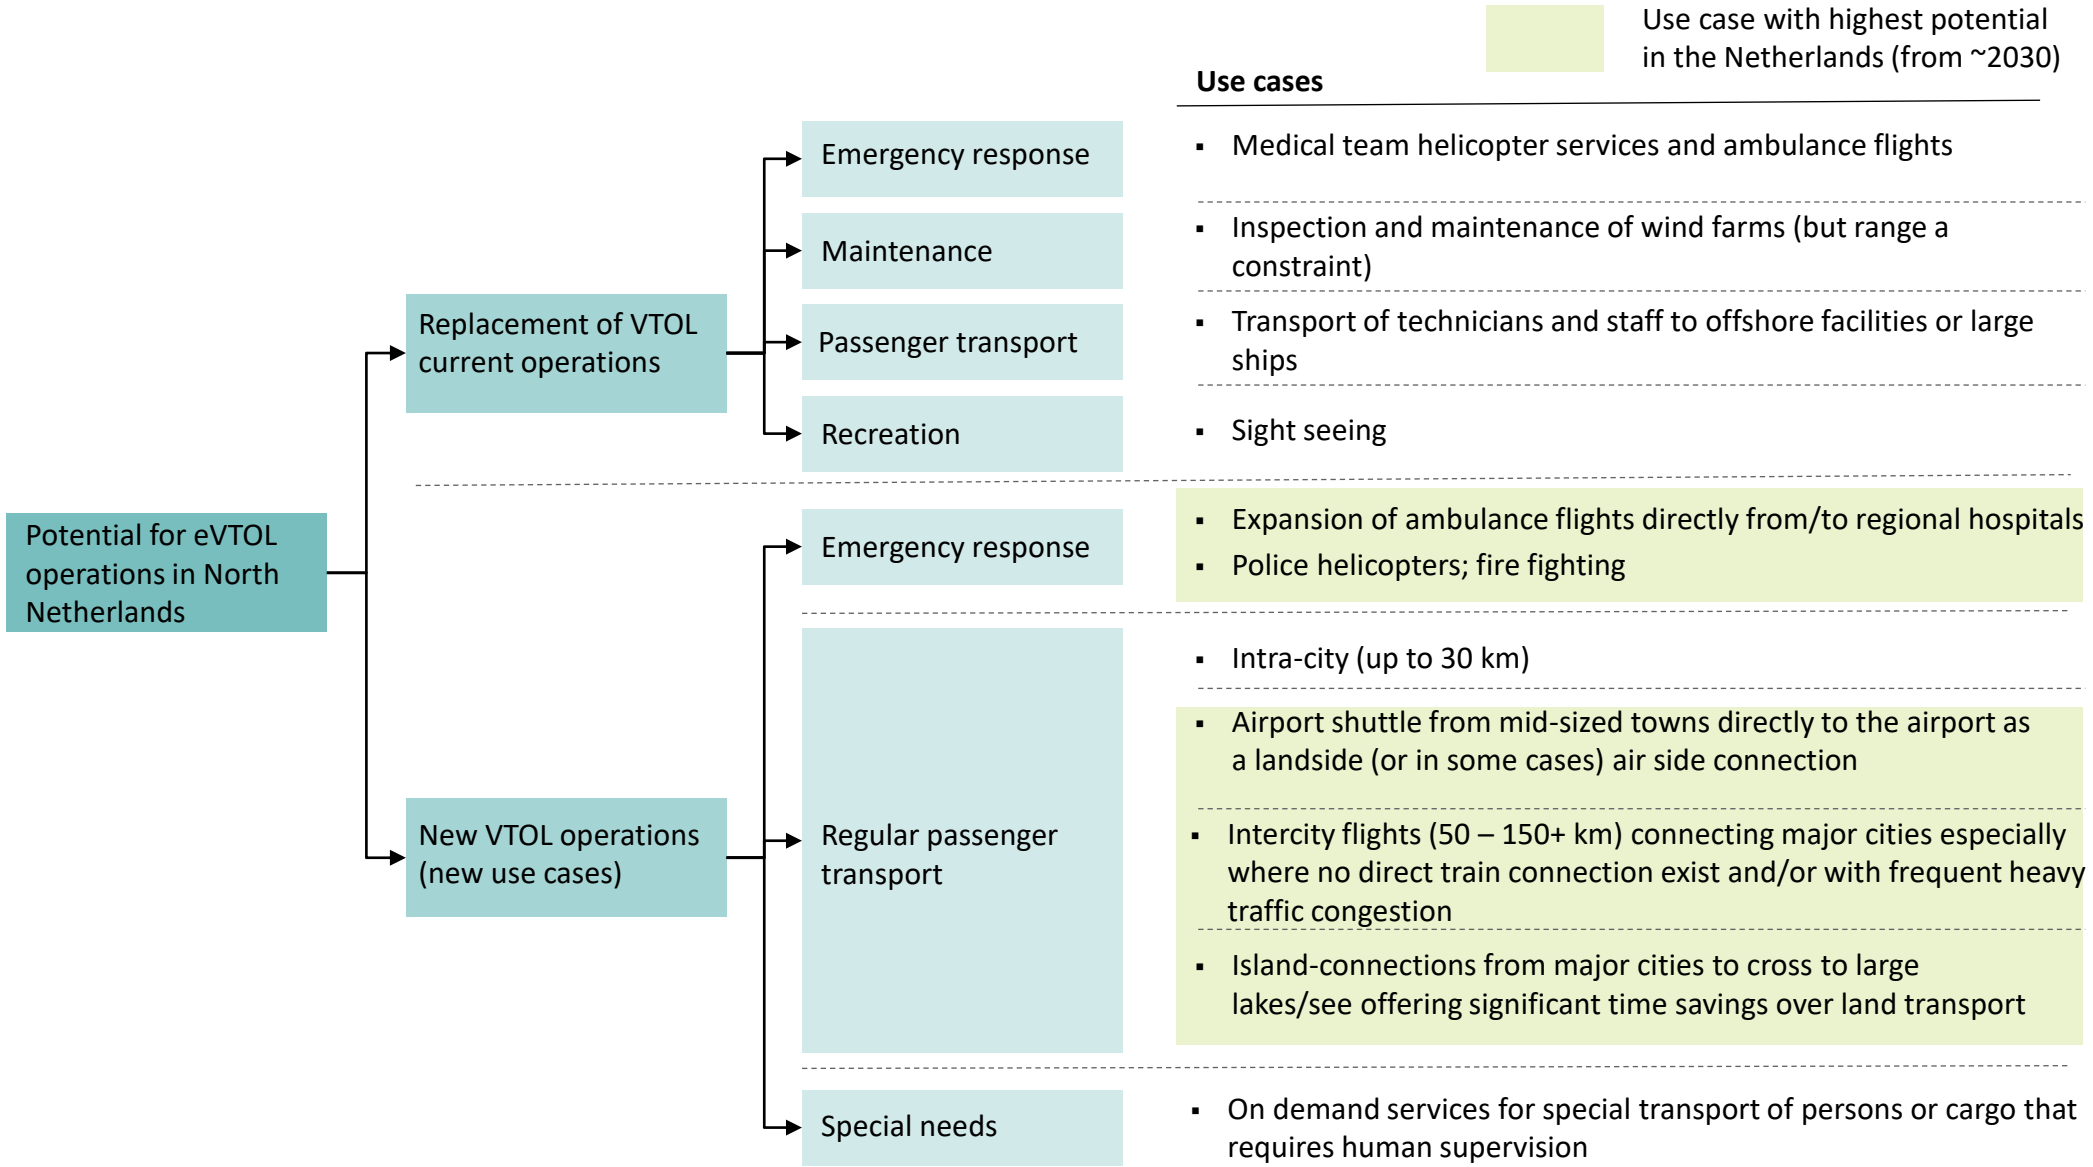 Use case with highest potential
in the Netherlands (from ~2030)
Use cases
Emergency response
▪ Medical team helicopter services and ambulance flights
Maintenance
▪ Inspection and maintenance of wind farms (but range a
constraint)
Replacement of VTOL
current operations
Passenger transport
▪ Transport of technicians and staff to offshore facilities or large
ships
Recreation
▪ Sight seeing
Potential for eVTOL
operations in North
Netherlands
Emergency response
▪ Expansion of ambulance flights directly from/to regional hospitals
▪ Police helicopters; fire fighting
New VTOL operations
(new use cases)
Regular passenger
transport
▪ Intra-city (up to 30 km)
▪ Airport shuttle from mid-sized towns directly to the airport as
a landside (or in some cases) air side connection
▪ Intercity flights (50 – 150+ km) connecting major cities especially
where no direct train connection exist and/or with frequent heavy
traffic congestion
▪ Island-connections from major cities to cross to large
lakes/see offering significant time savings over land transport
Special needs
▪ On demand services for special transport of persons or cargo that
requires human supervision